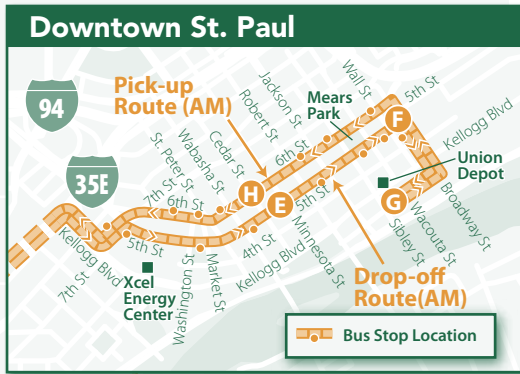 Downtown St. Paul
94
35E
Pick-up
Route (AM)
Jackson St
Robert St
Wall St
5th St
Mears
Park
Kellogg Blvd
6th St
F
Union
Depot
Cedar St
Wabasha St
St. Peter St
7th St
6th St
H
E
5th St
G
Broadway St
Wacouta St
Sibley St
Minnesota St
Kellogg Blvd
4th St
Market St
Washington St
5th St
Kellogg Blvd
7th St
Xcel
Energy
Center
Drop-off
Route(AM)
Bus Stop Location